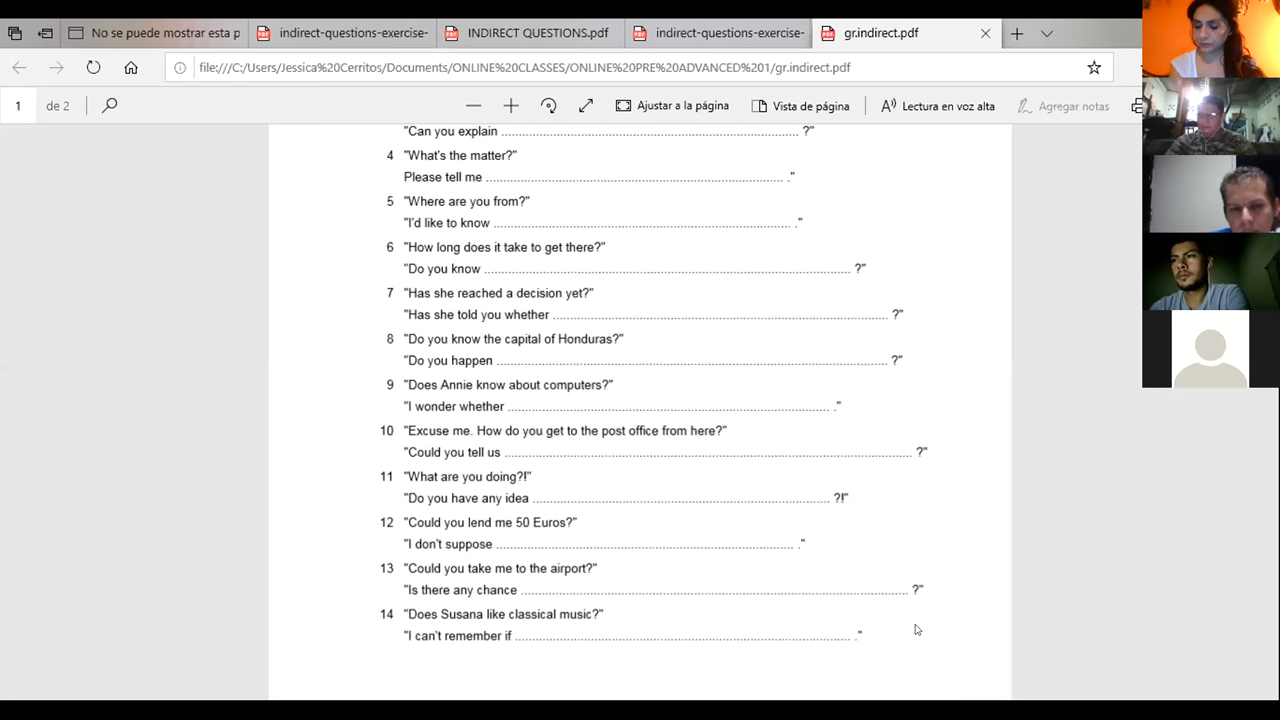 No se puede mostrar esta p
indirect-questions-exercise-
INDIRECT QUESTIONS.pdf
indirect-questions-exercise-
gr.indirect.pdf
file:///C:/Users/Jessica%20Cerritos/Documents/ONLINE%20CLASSES/ONLINE%20PRE%20ADVANCED%201/gr.indirect.pdf
1 de 2
Ajustar a la página
Vista de página
Lectura en voz alta
Agregar notas
"Can you explain ........................................ ?"
4 "What's the matter?"
Please tell me ........................................ ."
5 "Where are you from?"
"I'd like to know ........................................ ."
6 "How long does it take to get there?"
"Do you know ........................................ ?"
7 "Has she reached a decision yet?"
"Has she told you whether ........................................ ?"
8 "Do you know the capital of Honduras?"
"Do you happen ........................................ ?"
9 "Does Annie know about computers?"
"I wonder whether ........................................ ."
10 "Excuse me. How do you get to the post office from here?"
"Could you tell us ........................................ ?"
11 "What are you doing?!"
"Do you have any idea ........................................ ?!"
12 "Could you lend me 50 Euros?"
"I don't suppose ........................................ ."
13 "Could you take me to the airport?"
"Is there any chance ........................................ ?"
14 "Does Susana like classical music?"
"I can't remember if ........................................ ."